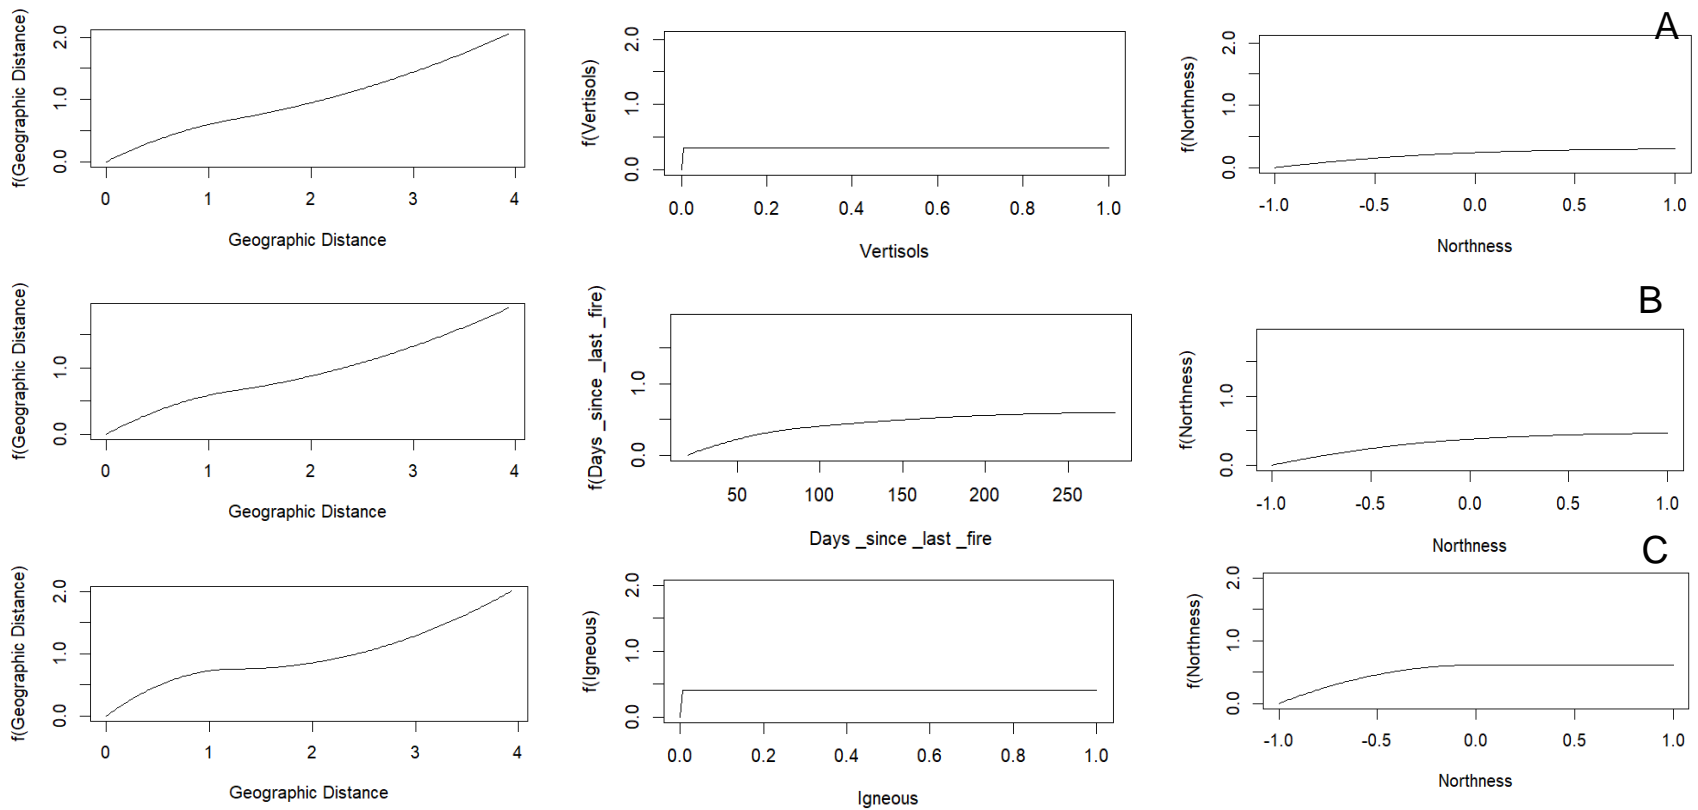 A
f(Geographic Distance)
0.0 1.0 2.0
0 1 2 3 4
Geographic Distance
f(Vertisols)
0.0 1.0 2.0
0.0 0.2 0.4 0.6 0.8 1.0
Vertisols
f(Northness)
0.0 1.0 2.0
-1.0 -0.5 0.0 0.5 1.0
Northness
B
f(Geographic Distance)
0.0 1.0
0 1 2 3 4
Geographic Distance
f(Days _since _last _fire)
0.0 1.0
50 100 150 200 250
Days _since _last _fire
f(Northness)
0.0 1.0
-1.0 -0.5 0.0 0.5 1.0
Northness
C
f(Geographic Distance)
0.0 1.0 2.0
0 1 2 3 4
Geographic Distance
f(Igneous)
0.0 1.0 2.0
0.0 0.2 0.4 0.6 0.8 1.0
Igneous
f(Northness)
0.0 1.0 2.0
-1.0 -0.5 0.0 0.5 1.0
Northness